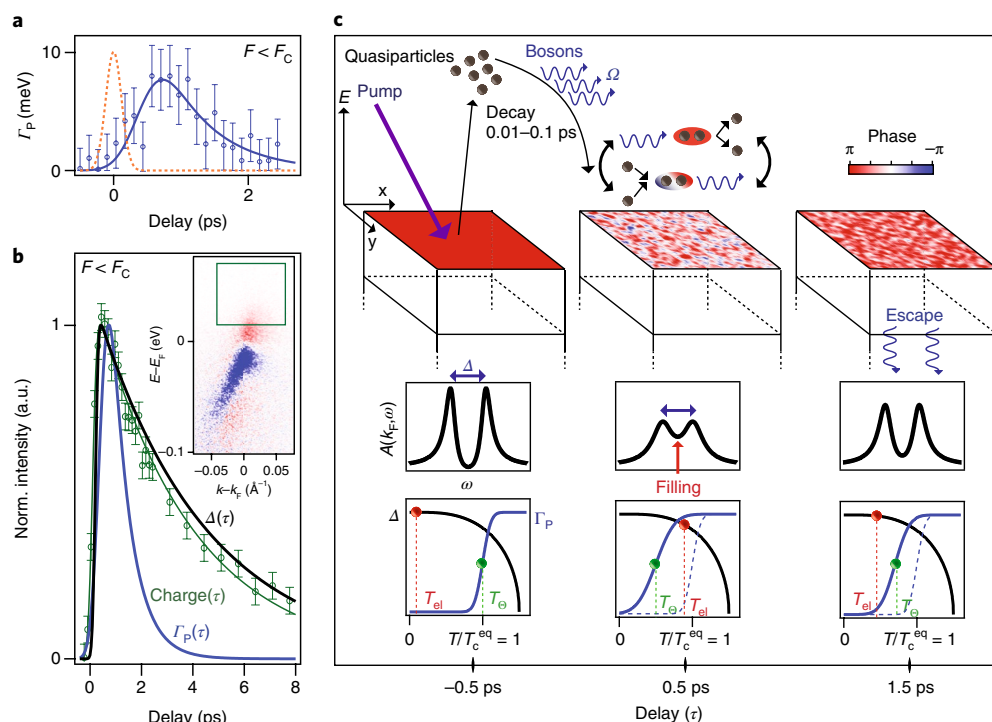 a
F < F_C
Γ_P (meV)
10
0
0
2
Delay (ps)
b
F < F_C
Norm. intensity (a.u.)
1
0
E–E_F (eV)
0
−0.1
−0.05
0
0.05
k–k_F (Å⁻¹)
Δ(τ)
Charge(τ)
Γ_P(τ)
0
2
4
6
8
Delay (ps)
c
Quasiparticles
Bosons
Ω
Pump
Decay
0.01–0.1 ps
E
x
y
Phase
π
−π
Escape
Δ
A(k_F,ω)
ω
Filling
Δ
Γ_P
T_el
T_Θ
T_Θ
T_el
T_el
T_Θ
0
T/T_c^eq = 1
0
T/T_c^eq = 1
0
T/T_c^eq = 1
−0.5 ps
0.5 ps
1.5 ps
Delay (τ)